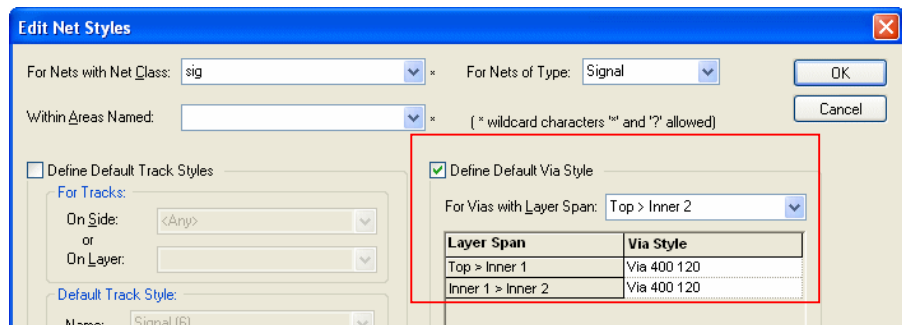 Edit Net Styles
For Nets with Net Class: sig * For Nets of Type: Signal OK
Within Areas Named: * ( * wildcard characters '*' and '?' allowed) Cancel
Define Default Track Styles Define Default Via Style
For Tracks:
On Side: <Any> For Vias with Layer Span: Top > Inner 2
or
On Layer: Layer Span Via Style
Top > Inner 1 Via 400 120
Default Track Style: Inner 1 > Inner 2 Via 400 120
Name: Signal (6)